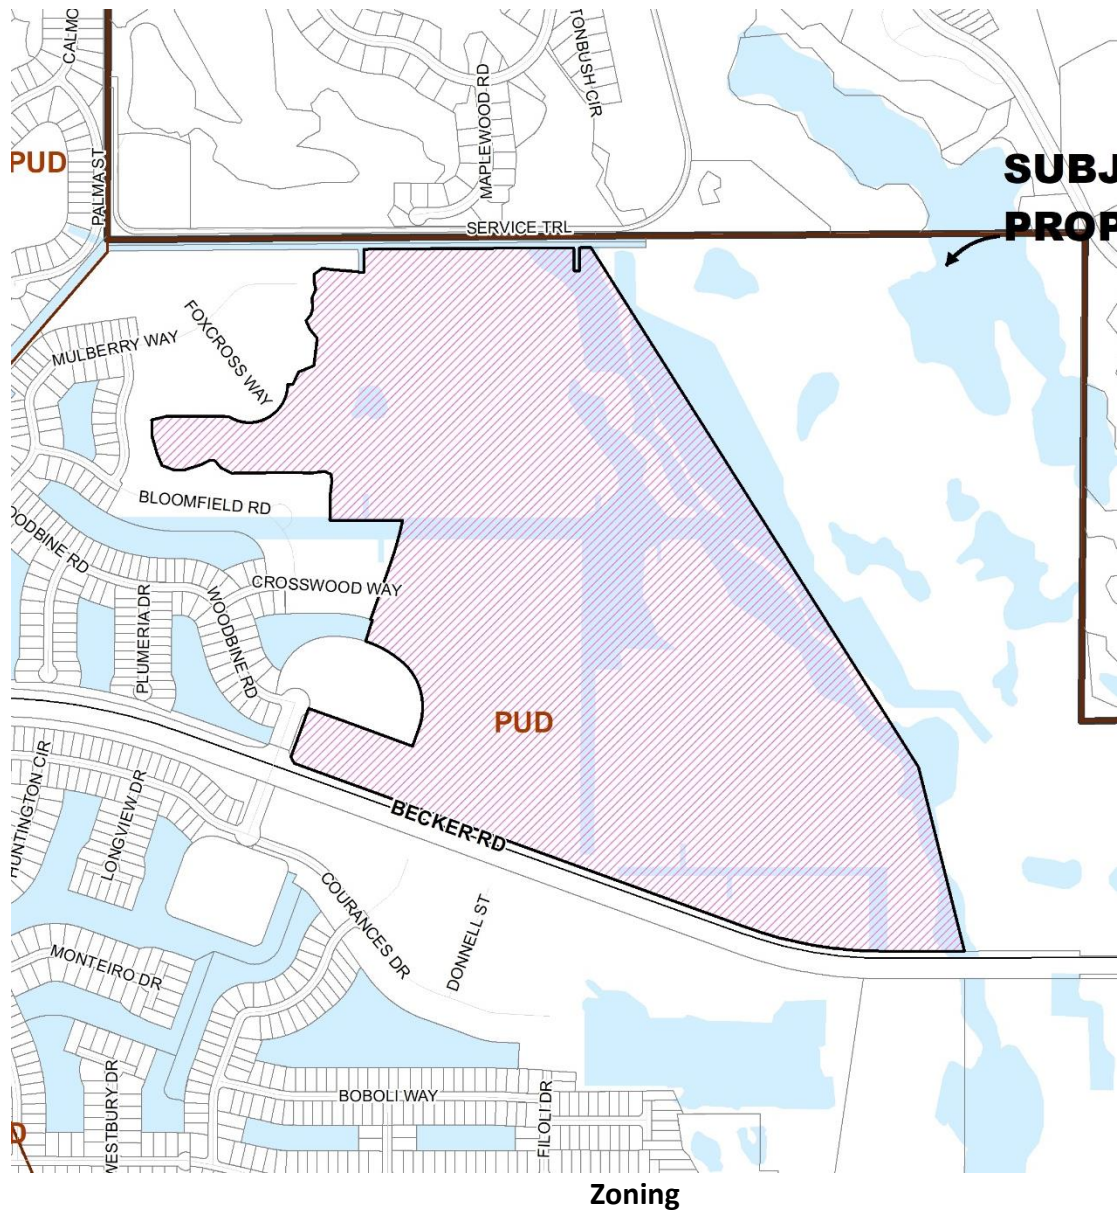 CALMO
MAPLEWOOD RD
TONBUSH CIR
PUD
PALMA ST
SUBJ
PROP
SERVICE TRL
MULBERRY WAY
FOXCROSS WAY
BLOOMFIELD RD
OODBINE RD
CROSSWOOD WAY
PLUMERIA DR
WOODBINE RD
PUD
HUNTINGTON CIR
LONGVIEW DR
BECKER RD
COURANCES DR
DONNELL ST
MONTEIRO DR
WESTBURY DR
BOBOLI WAY
FILOLI DR
D
Zoning